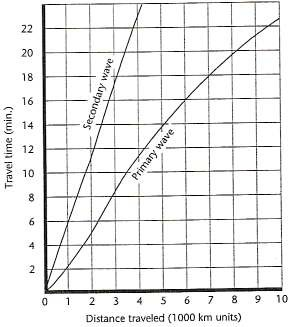 Travel time (min.)
22
20
18
16
14
12
10
8
6
4
2
Secondary wave
Primary wave
0 1 2 3 4 5 6 7 8 9 10
Distance traveled (1000 km units)